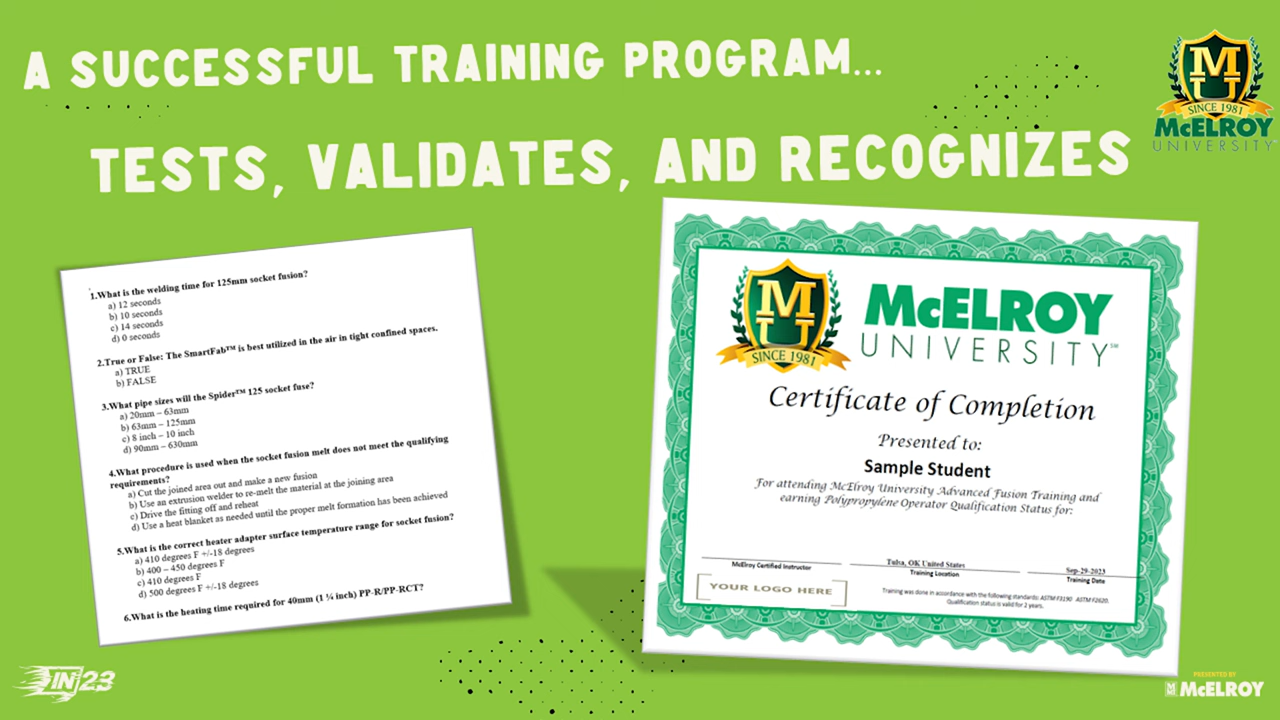 A SUCCESSFUL TRAINING PROGRAM...
TESTS, VALIDATES, AND RECOGNIZES
M
U
SINCE 1981
McELROY
UNIVERSITY
1.What is the welding time for 125mm socket fusion?
a) 12 seconds
b) 10 seconds
c) 14 seconds
d) 0 seconds
2.True or False: The SmartFab™ is best utilized in the air in tight confined spaces.
a) TRUE
b) FALSE
3.What pipe sizes will the Spider™ 125 socket fuse?
a) 20mm – 63mm
b) 63mm – 125mm
c) 8 inch – 10 inch
d) 90mm – 630mm
4.What procedure is used when the socket fusion melt does not meet the qualifying
requirements?
a) Cut the joined area out and make a new fusion
b) Use an extrusion welder to re-melt the material at the joining area
c) Drive the fitting off and reheat
d) Use a heat blanket as needed until the proper melt formation has been achieved
5.What is the correct heater adapter surface temperature range for socket fusion?
a) 410 degrees F +/-18 degrees
b) 400 – 450 degrees F
c) 410 degrees F
d) 500 degrees F +/-18 degrees
6.What is the heating time required for 40mm (1 ¼ inch) PP-R/PP-RCT?
M
U
SINCE 1981
McELROY
UNIVERSITY℠
Certificate of Completion
Presented to:
Sample Student
For attending McElroy University Advanced Fusion Training and
earning Polypropylene Operator Qualification Status for:
McElroy Certified Instructor
Tulsa, OK United States
Training Location
Sep-29-2023
Training Date
YOUR LOGO HERE
Training was done in accordance with the following standards: ASTM F3190 ASTM F2620.
Qualification status is valid for 2 years.
IN 23
PRESENTED BY
McELROY